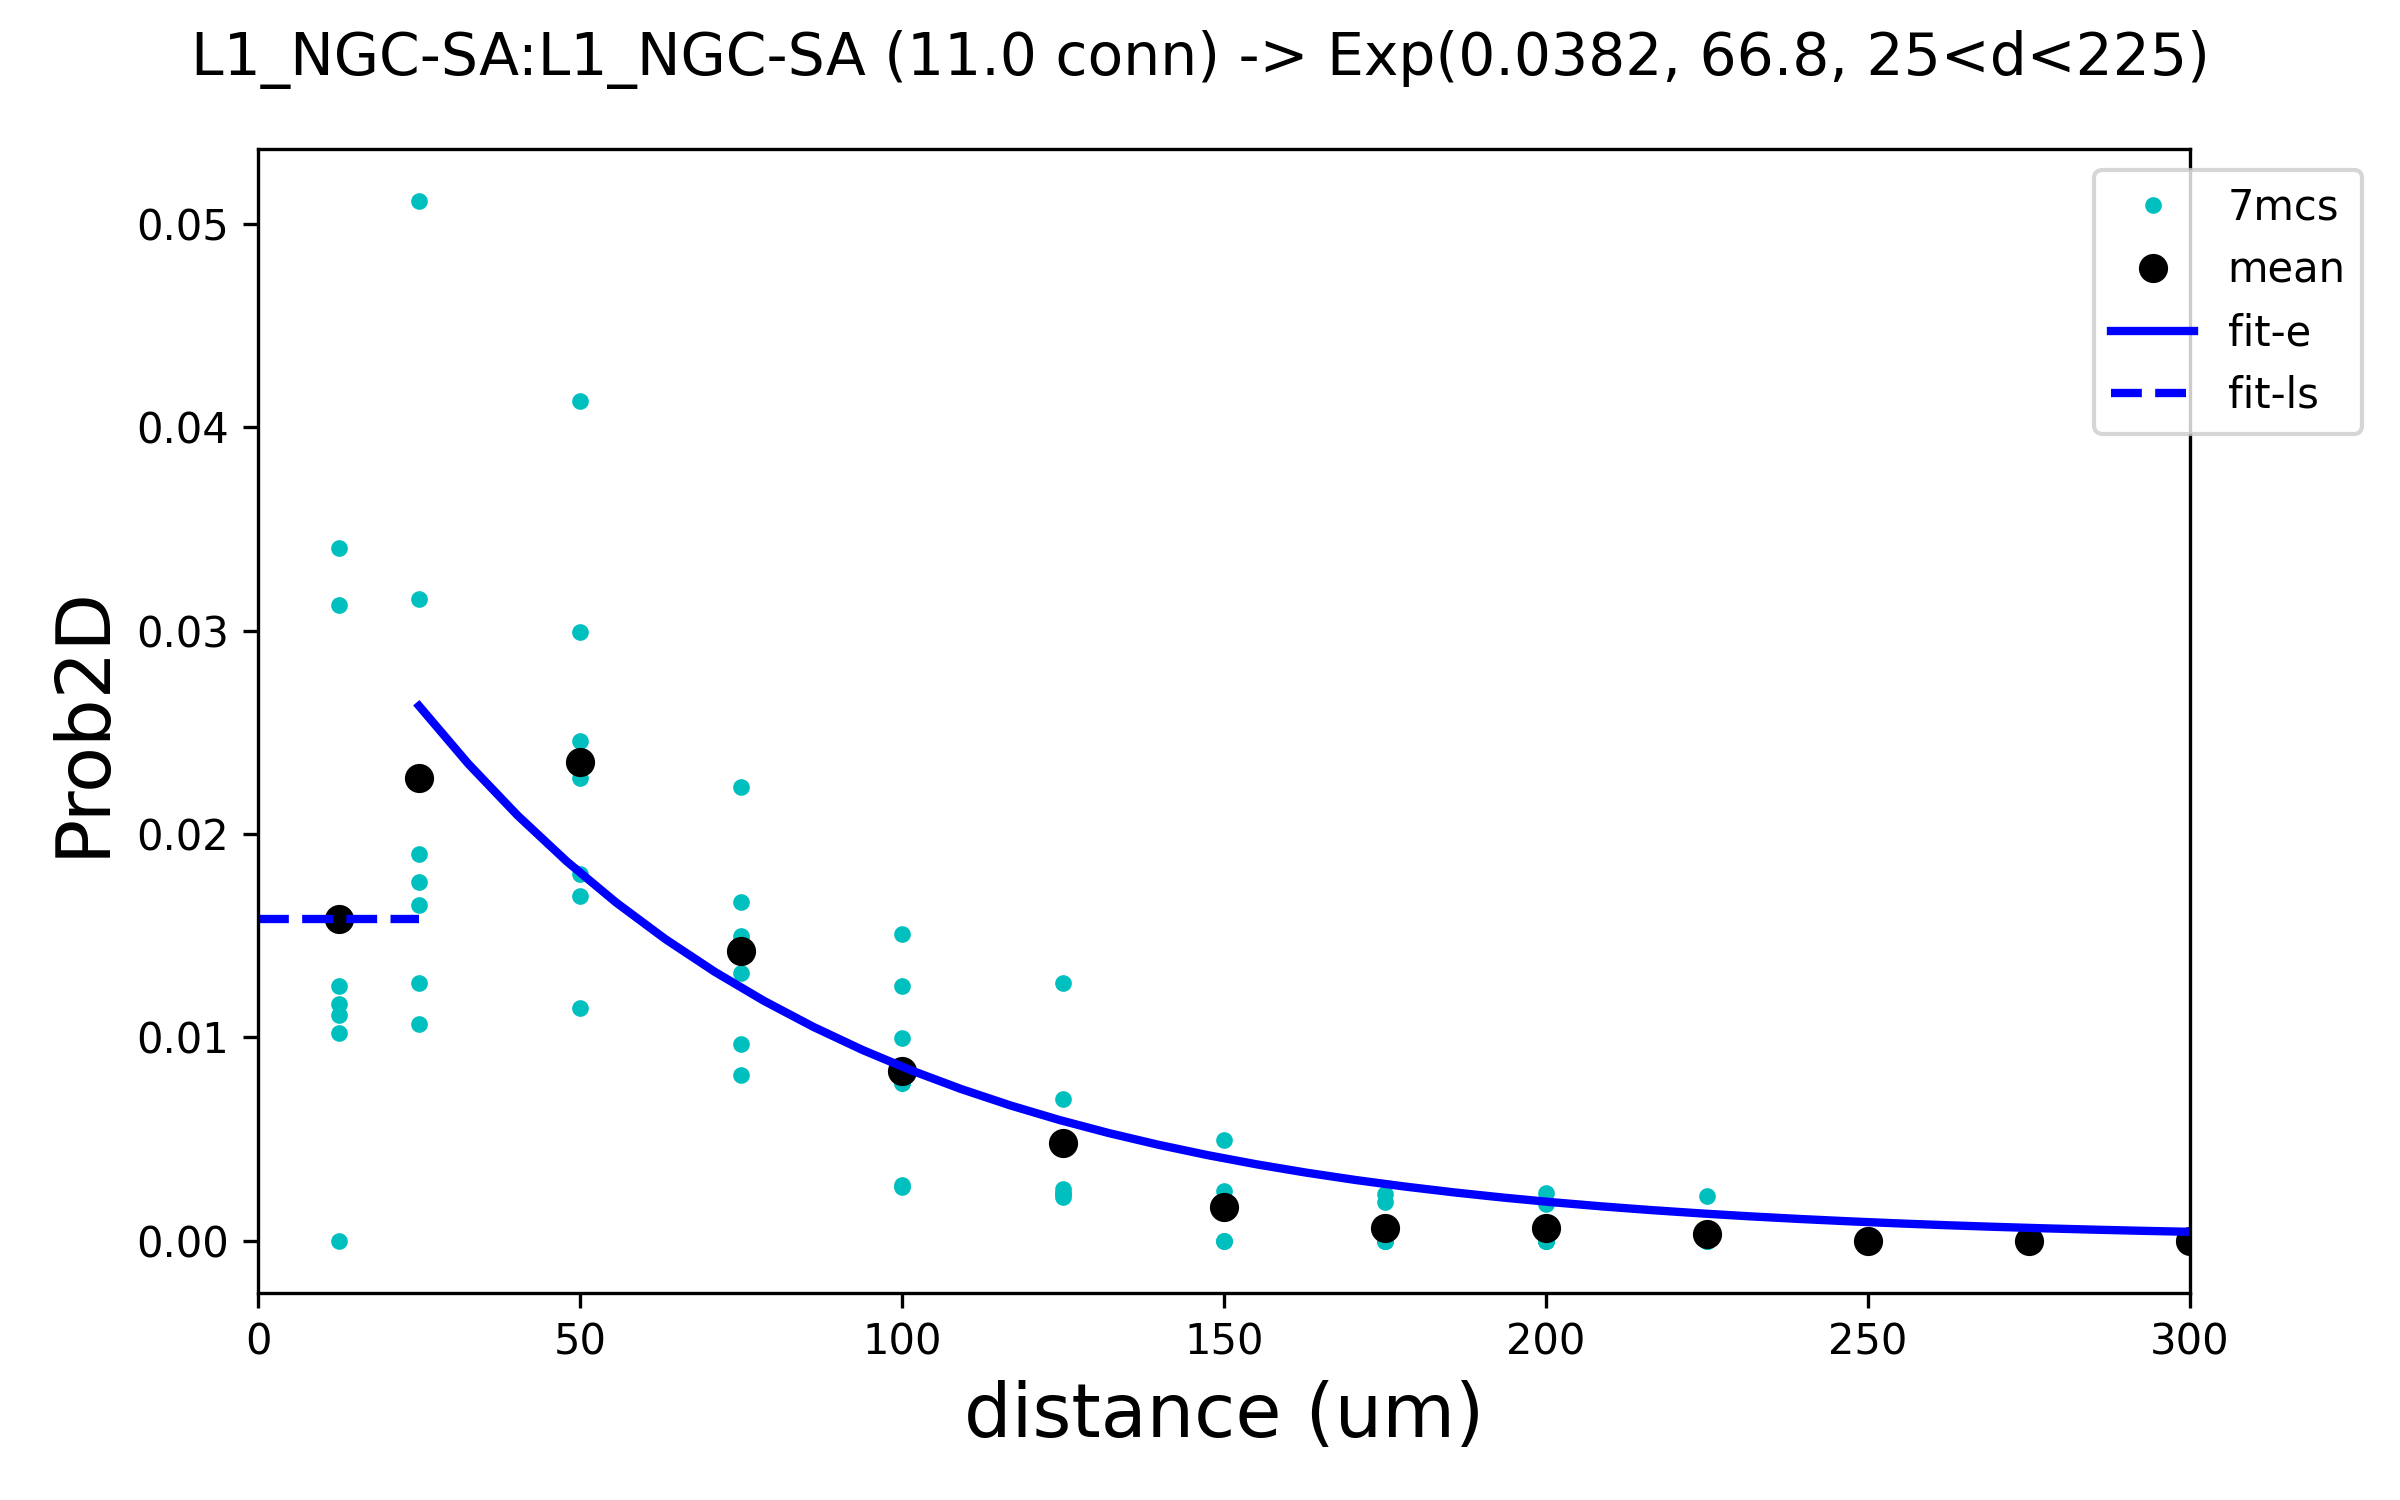 L1_NGC-SA:L1_NGC-SA (11.0 conn) -> Exp(0.0382, 66.8, 25<d<225)
7mcs
mean
fit-e
fit-ls
Prob2D
0.05
0.04
0.03
0.02
0.01
0.00
0 50 100 150 200 250 300
distance (um)